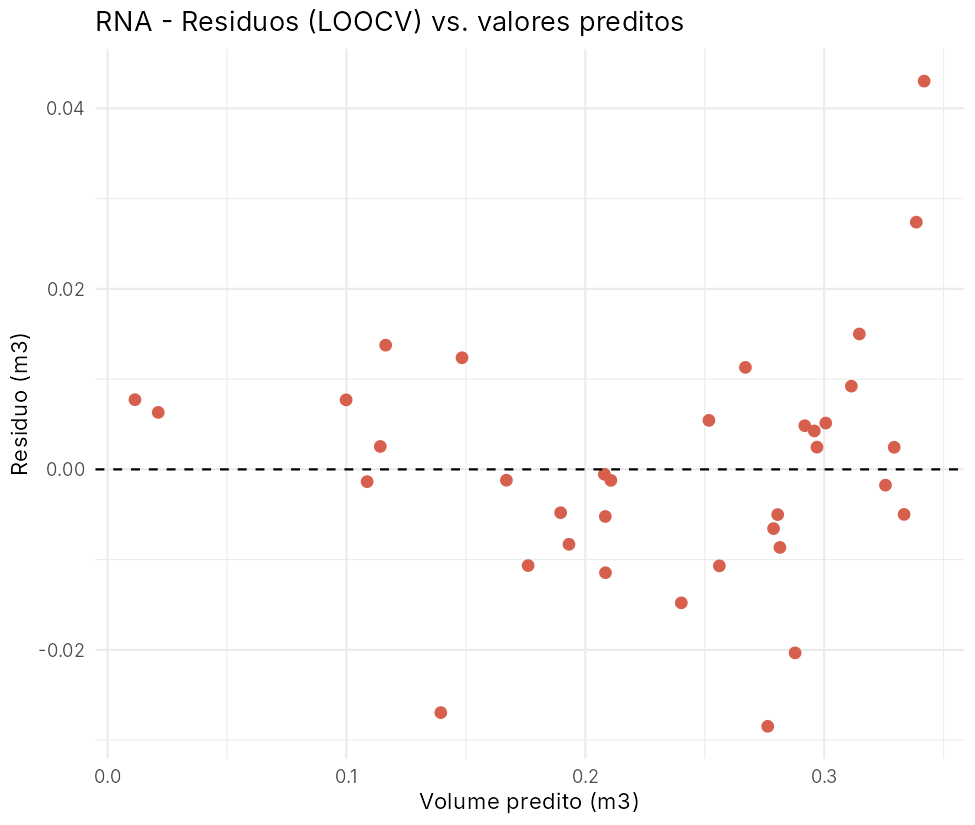 RNA - Residuos (LOOCV) vs. valores preditos
0.04
0.02
0.00
-0.02
Residuo (m3)
0.0 0.1 0.2 0.3
Volume predito (m3)